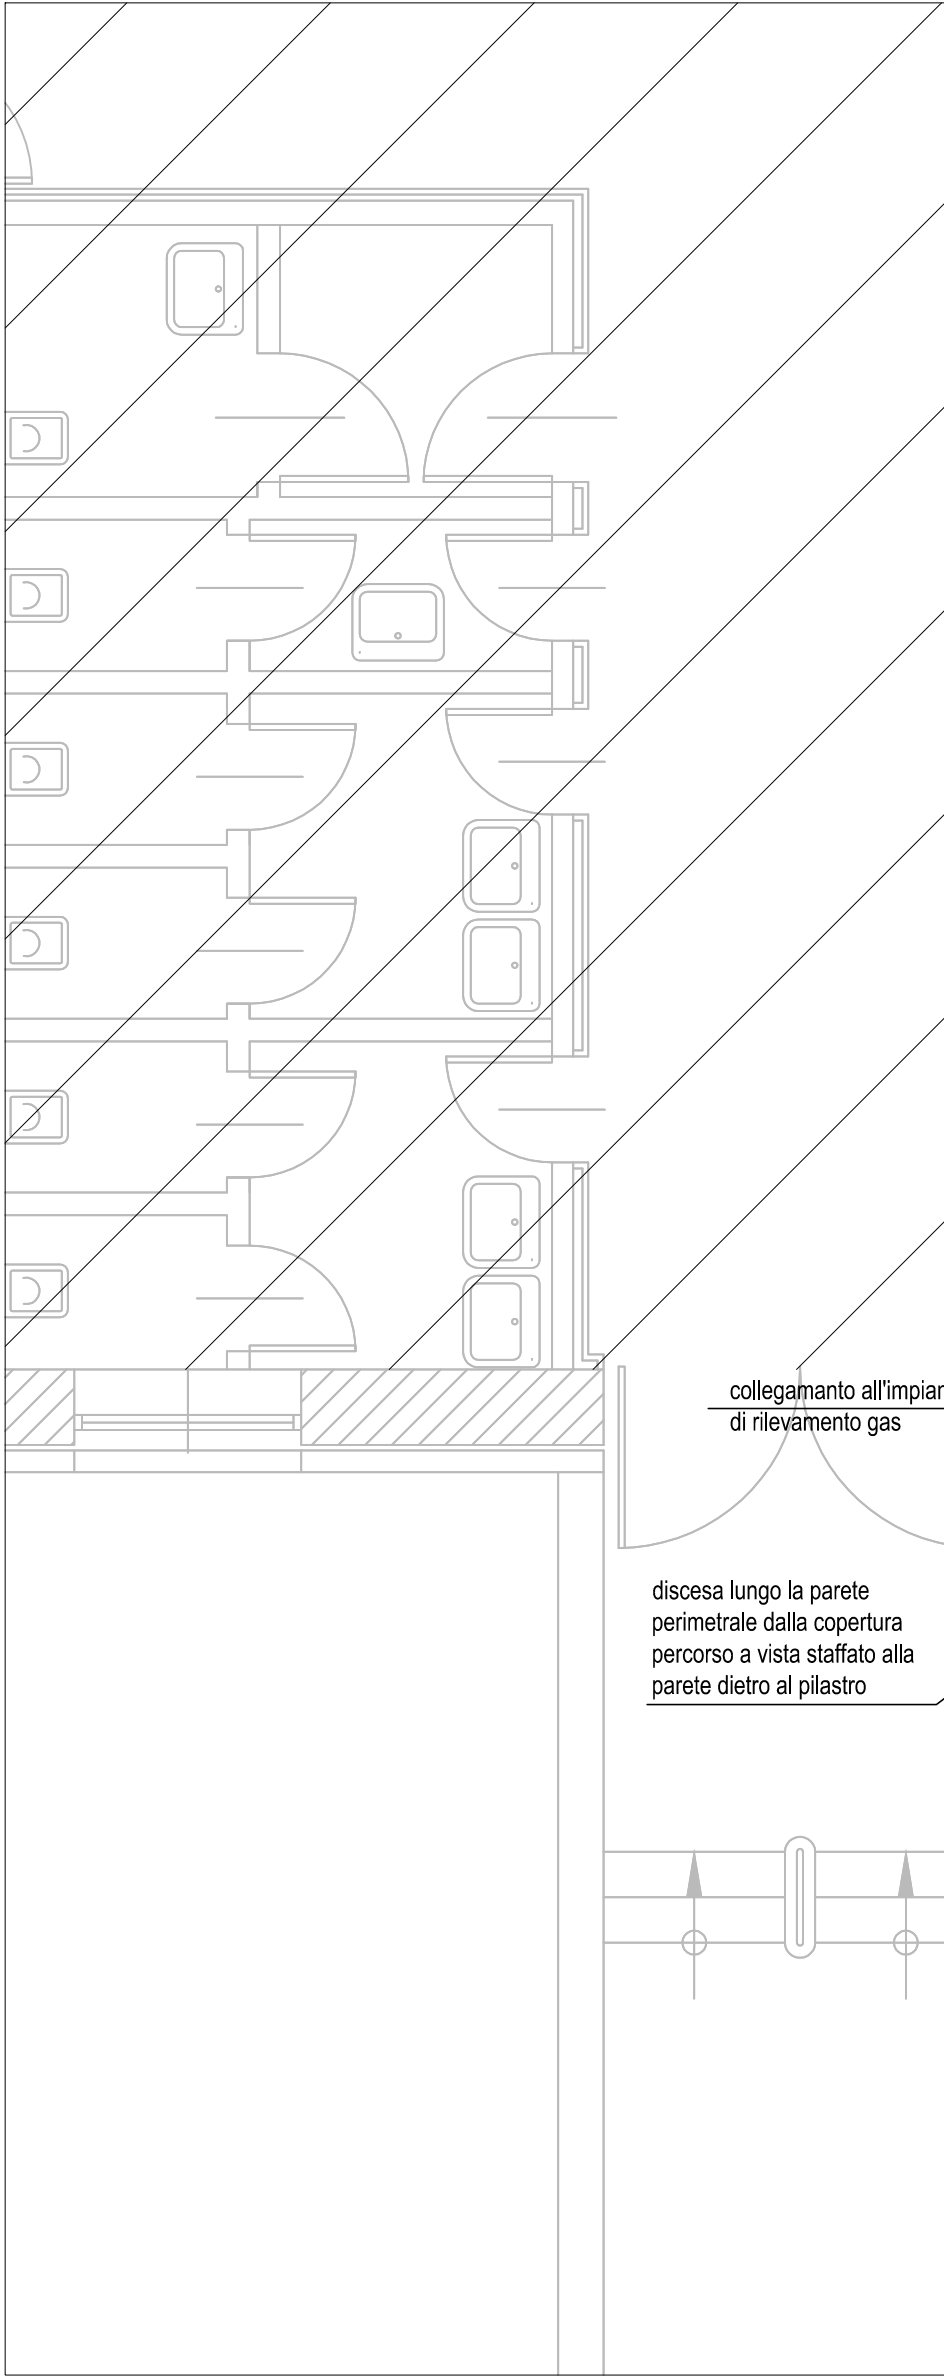 collegamanto all'impian
di rilevamento gas
discesa lungo la parete
perimetrale dalla copertura
percorso a vista staffato alla
parete dietro al pilastro